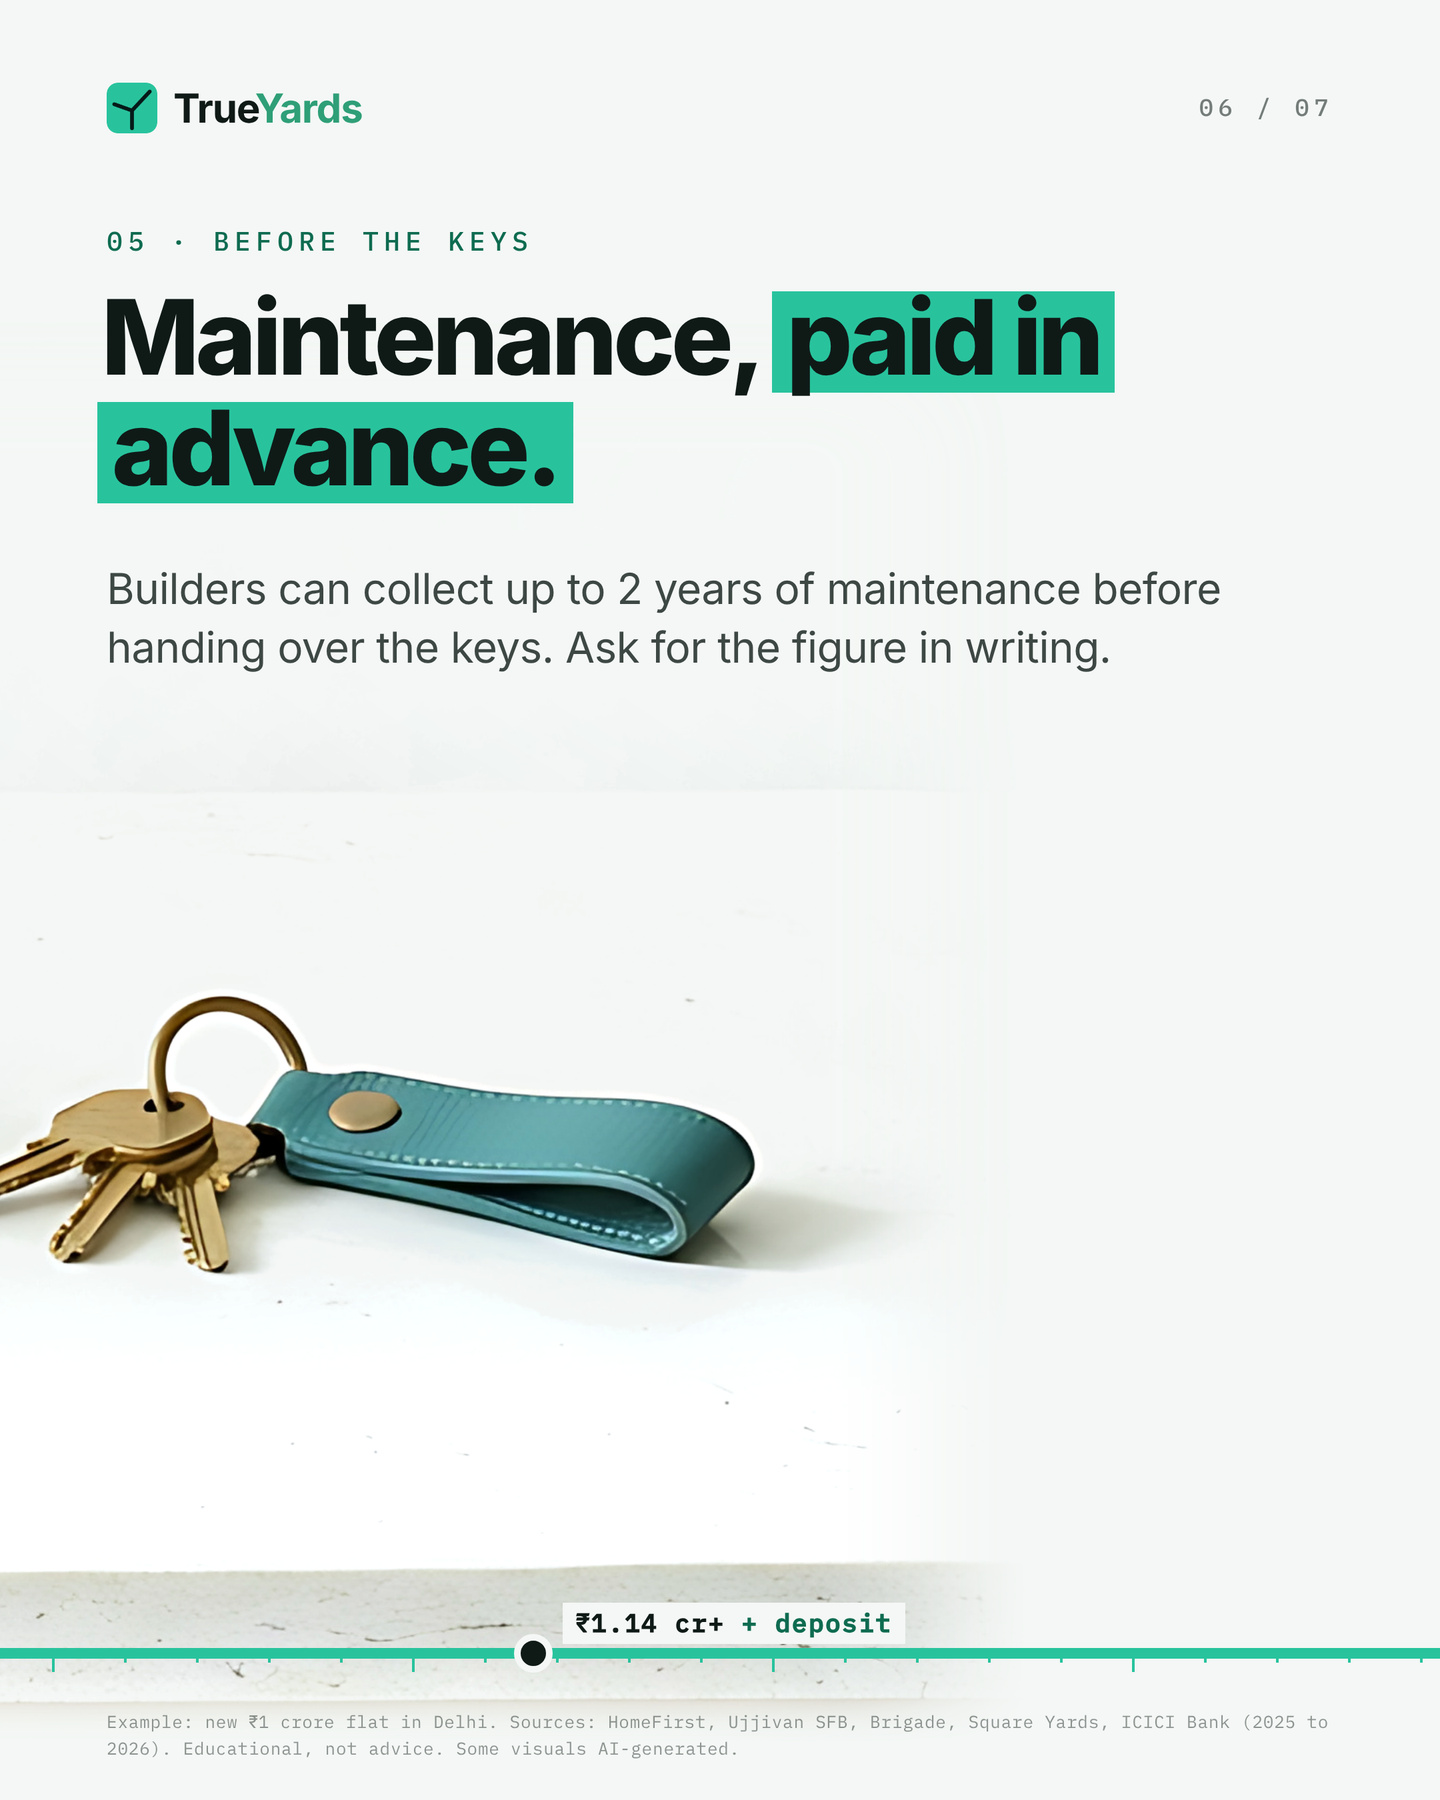 TrueYards
06 / 07
05 · BEFORE THE KEYS
Maintenance, paid in
advance.
Builders can collect up to 2 years of maintenance before
handing over the keys. Ask for the figure in writing.
₹1.14 cr+ + deposit
Example: new ₹1 crore flat in Delhi. Sources: HomeFirst, Ujjivan SFB, Brigade, Square Yards, ICICI Bank (2025 to
2026). Educational, not advice. Some visuals AI-generated.